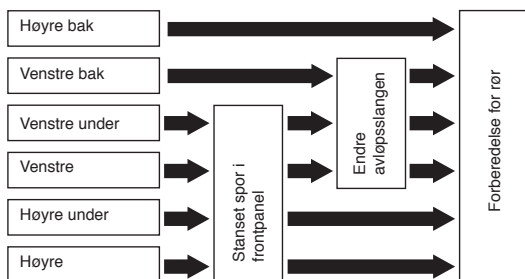 Høyre bak
Venstre bak
Venstre under
Venstre
Høyre under
Høyre
Stanset spor i
frontpanel
Endre
avløpsslangen
Forberedelse for rør